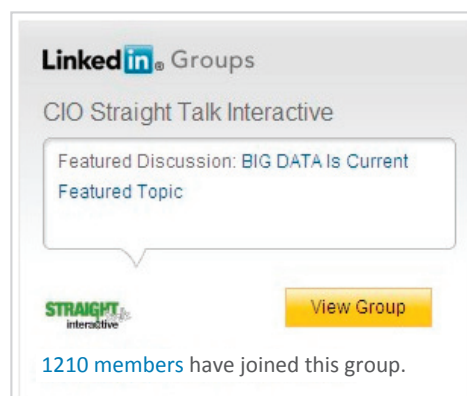 Linked in® Groups
CIO Straight Talk Interactive
Featured Discussion: BIG DATA Is Current
Featured Topic
STRAIGHT
interactive
View Group
1210 members have joined this group.